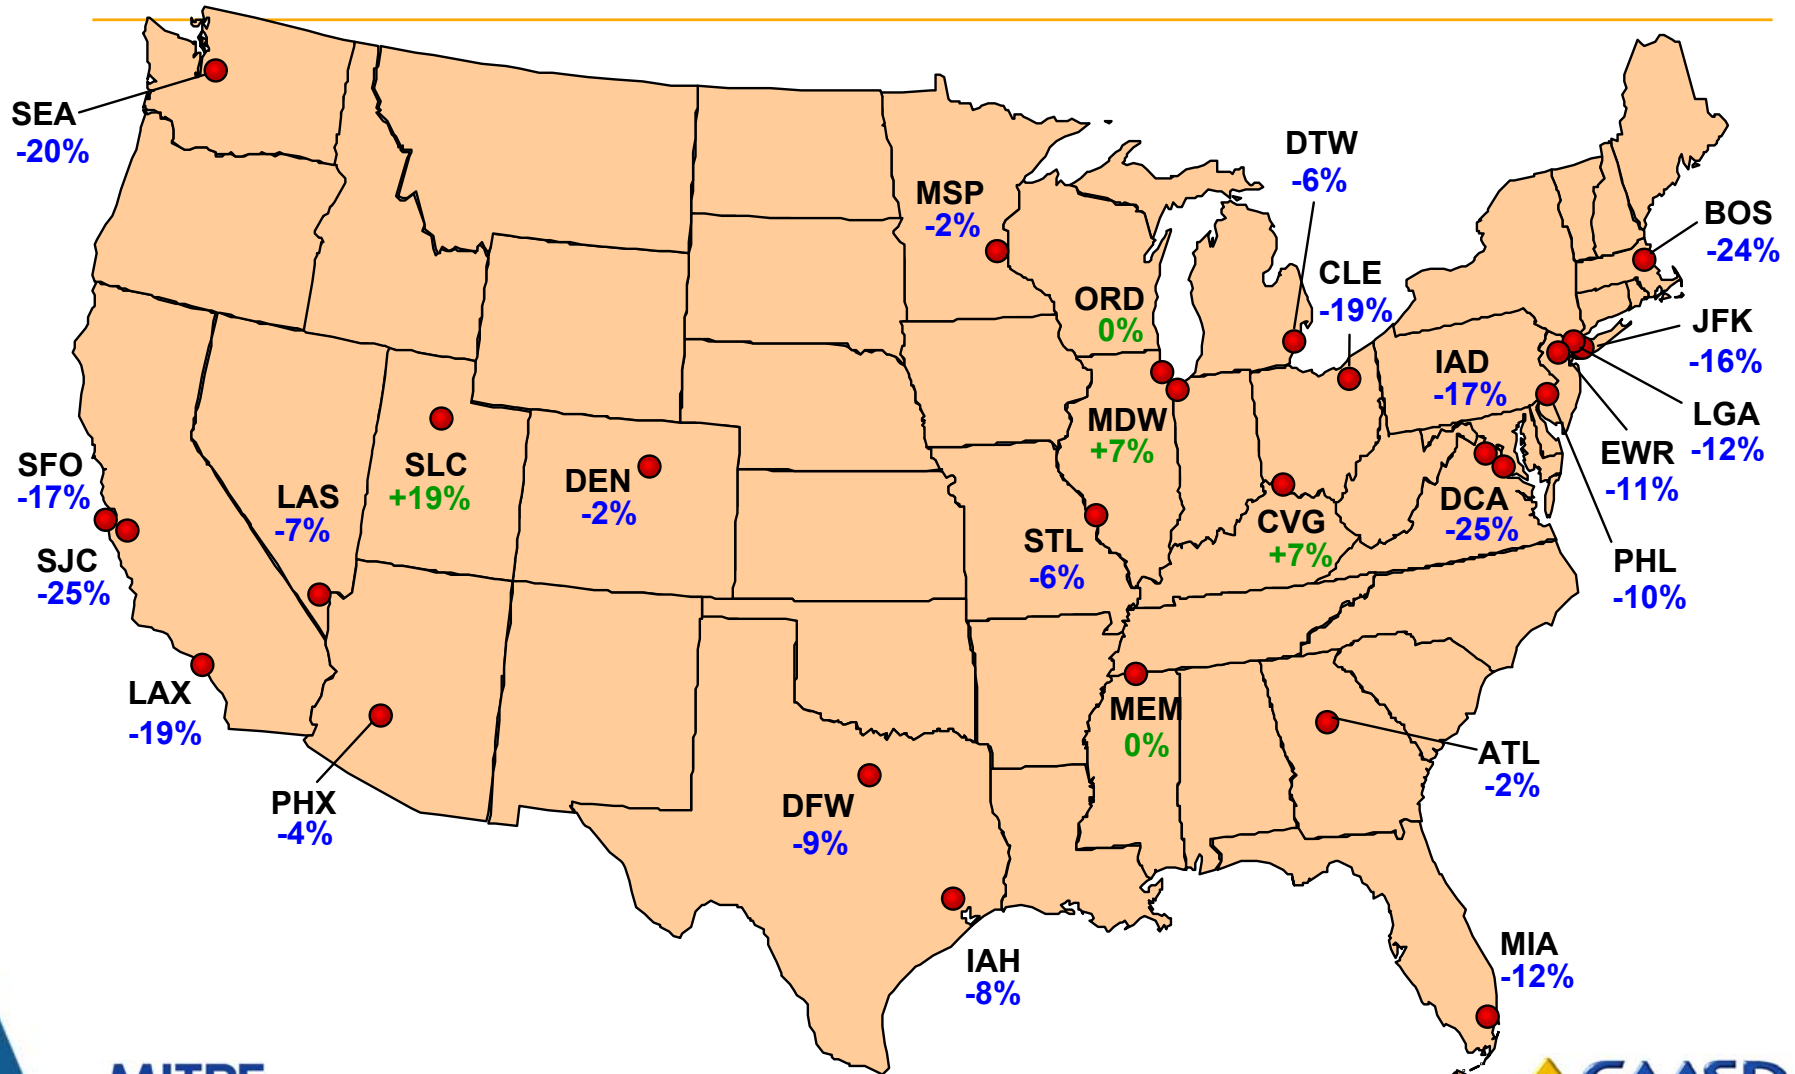 SEA
-20%
DTW
-6%
MSP
-2%
BOS
-24%
CLE
-19%
ORD
0%
JFK
-16%
IAD
-17%
LGA
-12%
MDW
+7%
EWR
-11%
SFO
-17%
SLC
+19%
DEN
-2%
LAS
-7%
DCA
-25%
CVG
+7%
STL
-6%
SJC
-25%
PHL
-10%
LAX
-19%
MEM
0%
ATL
-2%
PHX
-4%
DFW
-9%
MIA
-12%
IAH
-8%
MITRE
CAASD